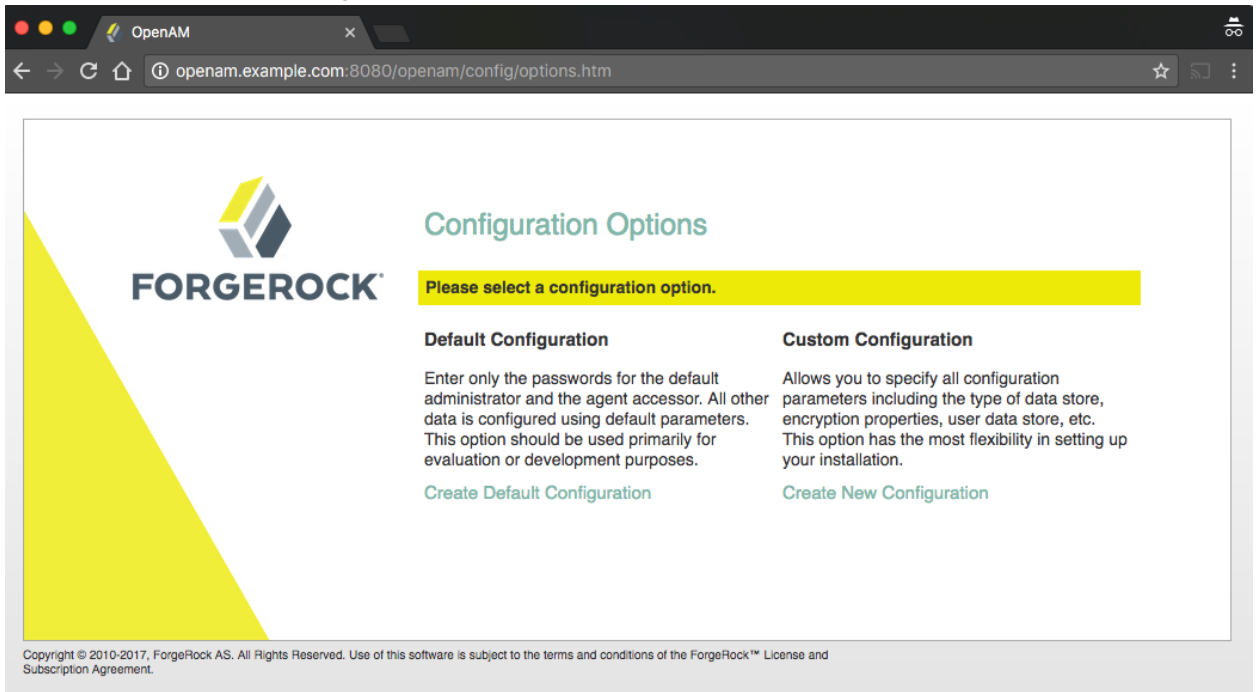 OpenAM
openam.example.com:8080/openam/config/options.htm
FORGEROCK
Configuration Options
Please select a configuration option.
Default Configuration
Enter only the passwords for the default
administrator and the agent accessor. All other
data is configured using default parameters.
This option should be used primarily for
evaluation or development purposes.
Create Default Configuration
Custom Configuration
Allows you to specify all configuration
parameters including the type of data store,
encryption properties, user data store, etc.
This option has the most flexibility in setting up
your installation.
Create New Configuration
Copyright © 2010-2017, ForgeRock AS. All Rights Reserved. Use of this software is subject to the terms and conditions of the ForgeRock™ License and
Subscription Agreement.